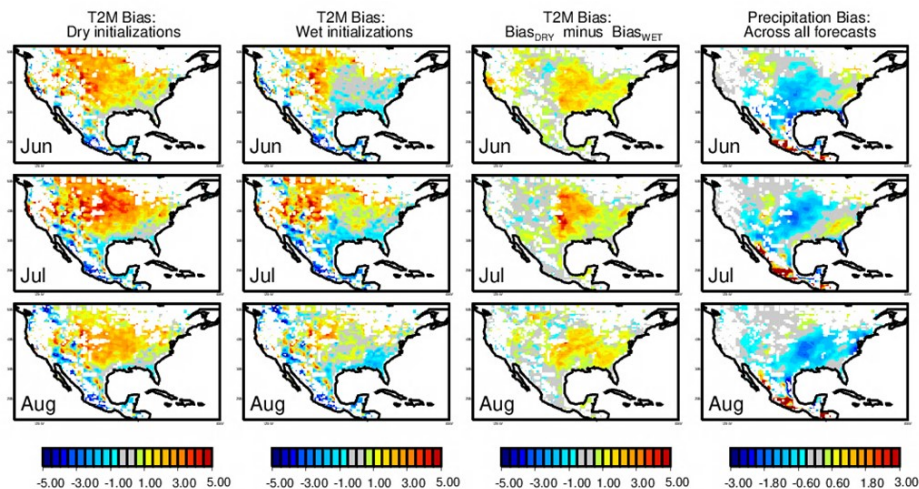 T2M Bias:
Dry initializations
T2M Bias:
Wet initializations
T2M Bias:
Bias_DRY minus Bias_WET
Precipitation Bias:
Across all forecasts
Jun
Jun
Jun
Jun
Jul
Jul
Jul
Jul
Aug
Aug
Aug
Aug
-5.00 -3.00 -1.00 1.00 3.00 5.00
-5.00 -3.00 -1.00 1.00 3.00 5.00
-5.00 -3.00 -1.00 1.00 3.00 5.00
-3.00 -1.80 -0.60 0.60 1.80 3.00